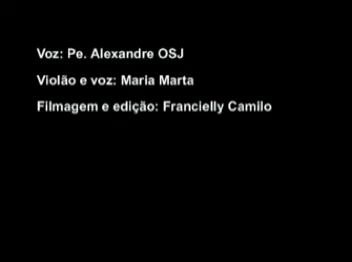 Voz: Pe. Alexandre OSJ
Violão e voz: Maria Marta
Filmagem e edição: Francielly Camilo